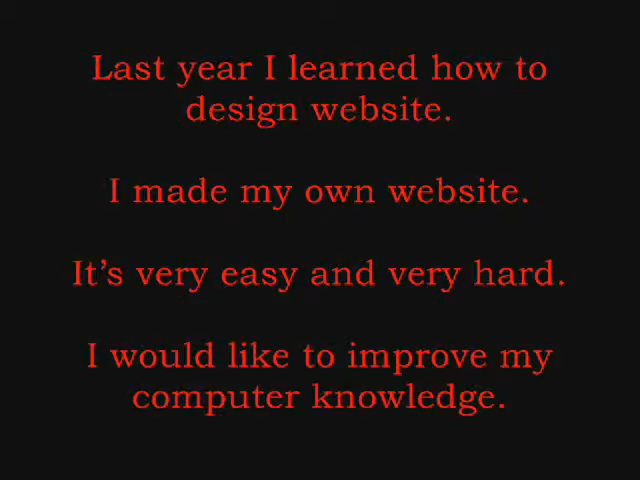 Last year I learned how to
design website.
I made my own website.
It's very easy and very hard.
I would like to improve my
computer knowledge.